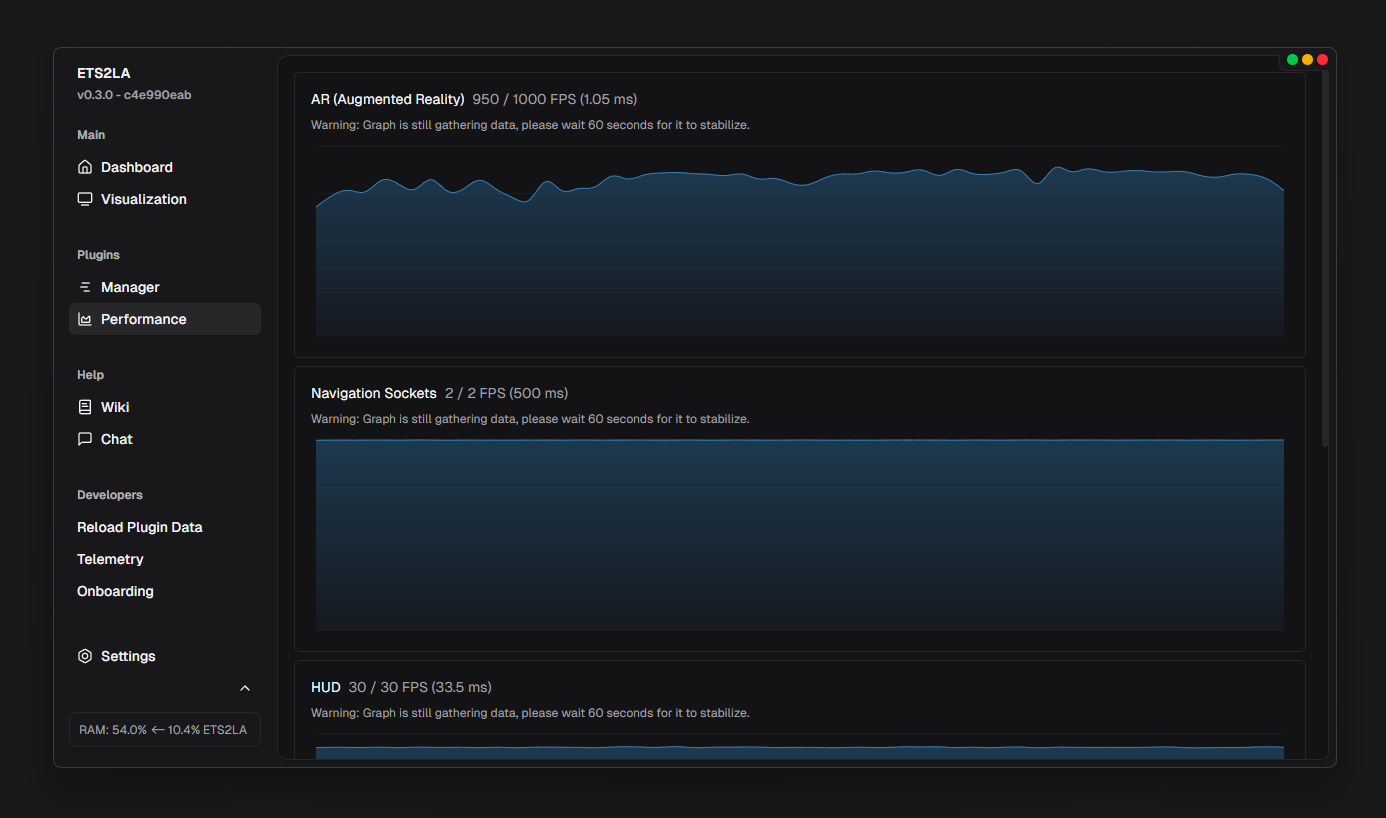 ETS2LA
v0.3.0 - c4e990eab
Main
Dashboard
Visualization
Plugins
Manager
Performance
Help
Wiki
Chat
Developers
Reload Plugin Data
Telemetry
Onboarding
Settings
RAM: 54.0% <- 10.4% ETS2LA
AR (Augmented Reality) 950 / 1000 FPS (1.05 ms)
Warning: Graph is still gathering data, please wait 60 seconds for it to stabilize.
Navigation Sockets 2 / 2 FPS (500 ms)
Warning: Graph is still gathering data, please wait 60 seconds for it to stabilize.
HUD 30 / 30 FPS (33.5 ms)
Warning: Graph is still gathering data, please wait 60 seconds for it to stabilize.